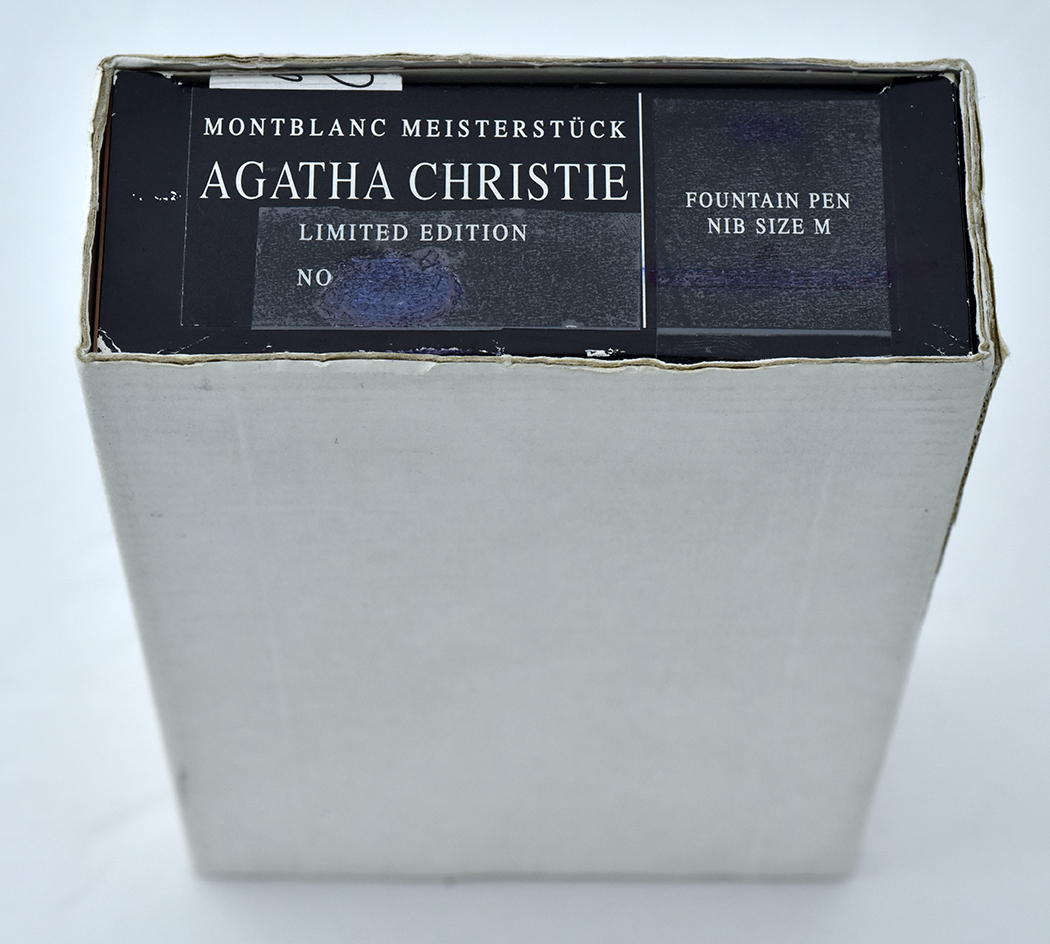 MONTBLANC MEISTERSTÜCK
AGATHA CHRISTIE
LIMITED EDITION
NO
FOUNTAIN PEN
NIB SIZE M